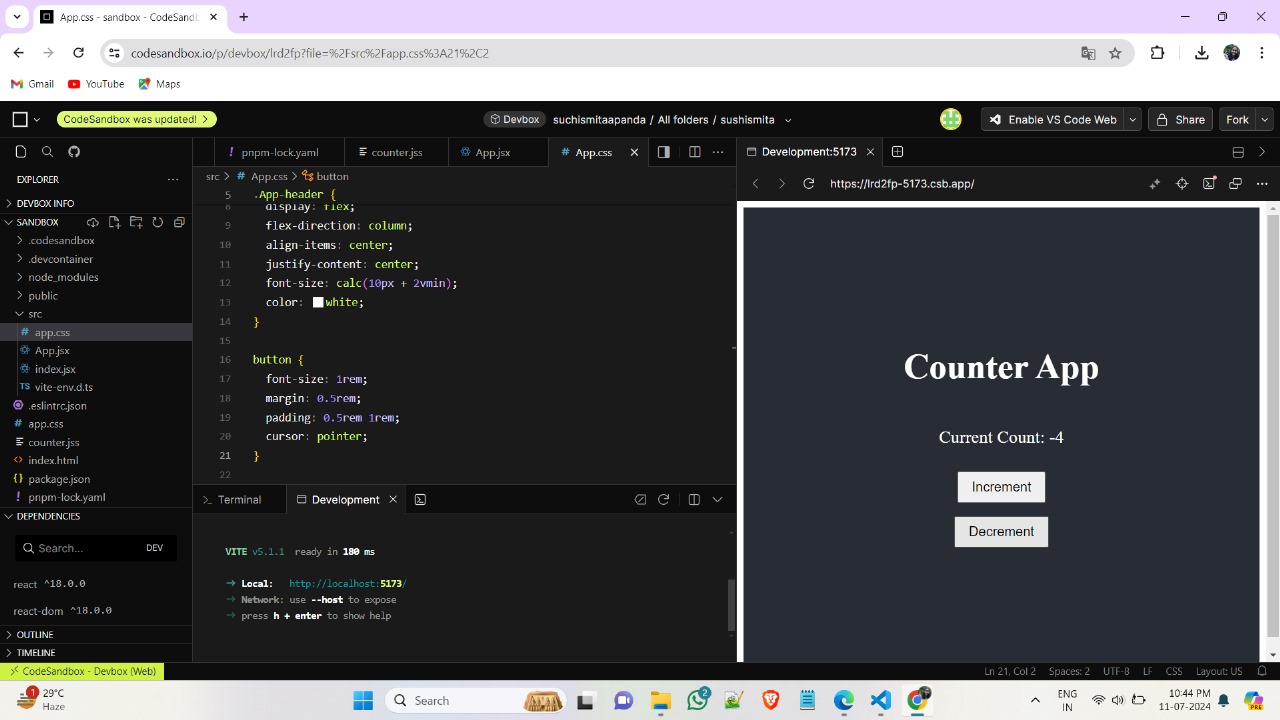 App.css - sandbox - CodeSandb
codesandbox.io/p/devbox/lrd2fp?file=%2Fsrc%2Fapp.css%3A21%2C2
Gmail YouTube Maps
CodeSandbox was updated! Devbox suchismitaapanda / All folders / sushismita Enable VS Code Web Share Fork
pnpm-lock.yaml counter.jss App.jsx App.css Development:5173
EXPLORER
src > App.css > button
https://lrd2fp-5173.csb.app/
DEVBOX INFO
SANDBOX
.codesandbox
.devcontainer
node_modules
public
src
app.css
App.jsx
index.jsx
vite-env.d.ts
.eslintrc.json
app.css
counter.jss
index.html
package.json
pnpm-lock.yaml
DEPENDENCIES
Search... DEV
react ^18.0.0
react-dom ^18.0.0
OUTLINE
TIMELINE
5 .App-header {
8 display: flex;
9 flex-direction: column;
10 align-items: center;
11 justify-content: center;
12 font-size: calc(10px + 2vmin);
13 color: white;
14 }
15
16 button {
17 font-size: 1rem;
18 margin: 0.5rem;
19 padding: 0.5rem 1rem;
20 cursor: pointer;
21 }
22
Terminal Development
VITE v5.1.1 ready in 180 ms
➜ Local: http://localhost:5173/
➜ Network: use --host to expose
➜ press h + enter to show help
Counter App
Current Count: -4
Increment
Decrement
CodeSandbox - Devbox (Web) Ln 21, Col 2 Spaces: 2 UTF-8 LF CSS Layout: US
1 29°C
Haze
Search
2
ENG
IN
10:44 PM
11-07-2024
PRE